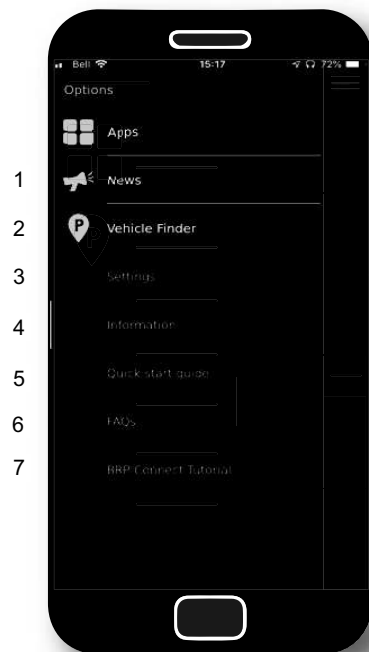 Bell 15:17 72%
Options
Apps
1 News
2 Vehicle Finder
3 Settings
4 Information
5 Quick start guide
6 FAQs
7 BRP Connect Tutorial